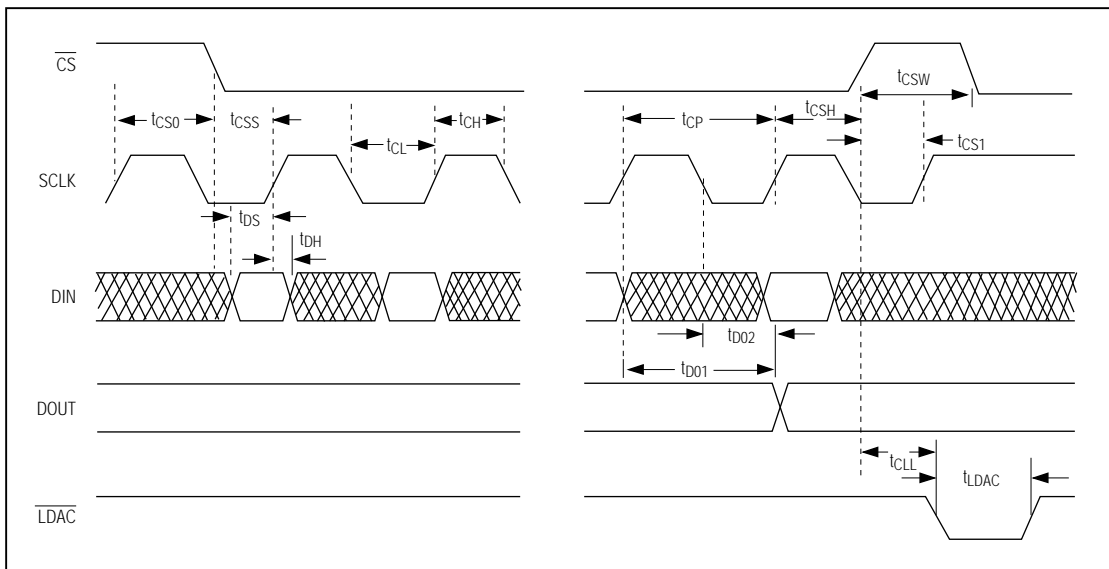 CS
tCSW
tCS0
tCSS
tCL
tCH
tCP
tCSH
tCS1
SCLK
tDS
tDH
DIN
tD02
tD01
DOUT
tCLL
tLDAC
LDAC